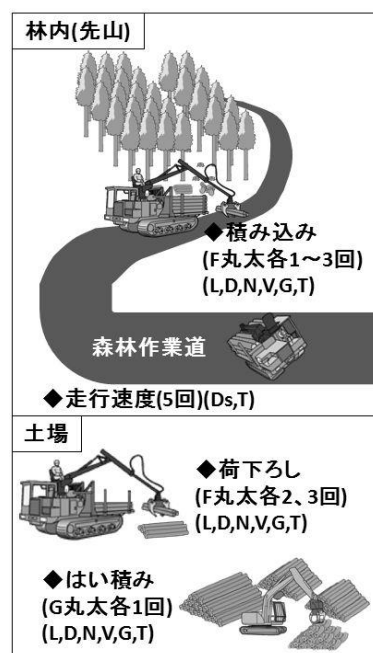 林内(先山)
◆積み込み
(F丸太各1～3回)
(L,D,N,V,G,T)
森林作業道
◆走行速度(5回)(Ds,T)
土場
◆荷下ろし
(F丸太各2、3回)
(L,D,N,V,G,T)
◆はい積み
(G丸太各1回)
(L,D,N,V,G,T)